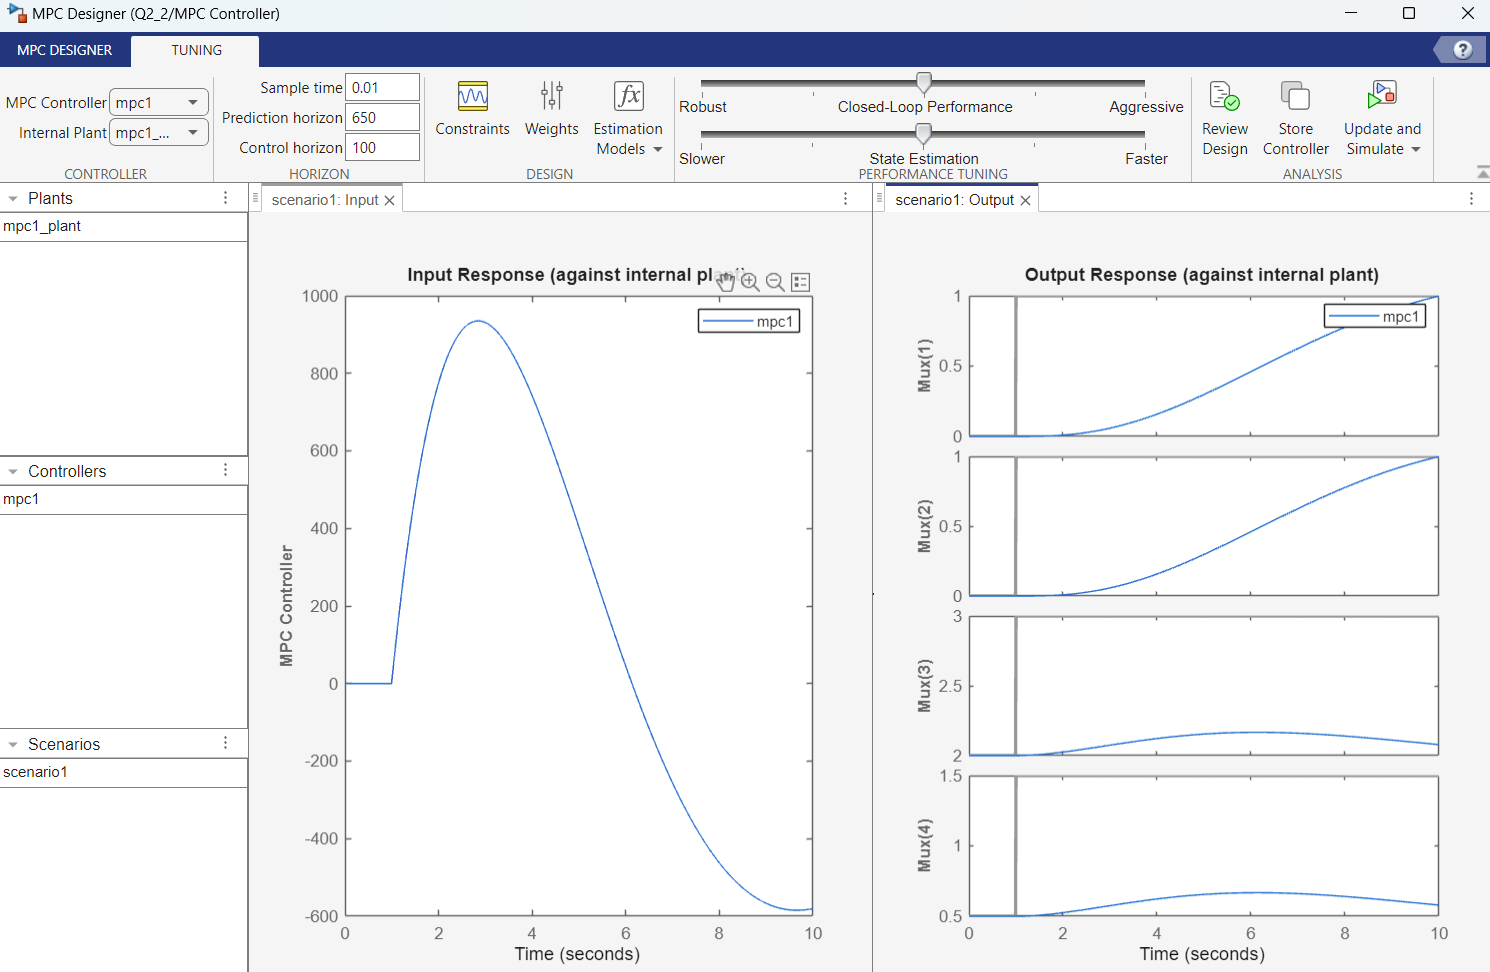 MPC Designer (Q2_2/MPC Controller)
MPC DESIGNER
TUNING
?
MPC Controller
mpc1
Internal Plant
mpc1_...
CONTROLLER
Sample time
0.01
Prediction horizon
650
Control horizon
100
HORIZON
Constraints
Weights
fx
Estimation
Models
DESIGN
Robust
Closed-Loop Performance
Aggressive
Slower
State Estimation
Faster
PERFORMANCE TUNING
Review
Design
Store
Controller
Update and
Simulate
ANALYSIS
Plants
mpc1_plant
Controllers
mpc1
Scenarios
scenario1
scenario1: Input
Input Response (against internal pl
mpc1
1000
800
600
400
200
0
-200
-400
-600
MPC Controller
0
2
4
6
8
10
Time (seconds)
scenario1: Output
Output Response (against internal plant)
mpc1
Mux(1)
1
0.5
0
Mux(2)
1
0.5
0
Mux(3)
3
2.5
2
Mux(4)
1.5
1
0.5
0
2
4
6
8
10
Time (seconds)